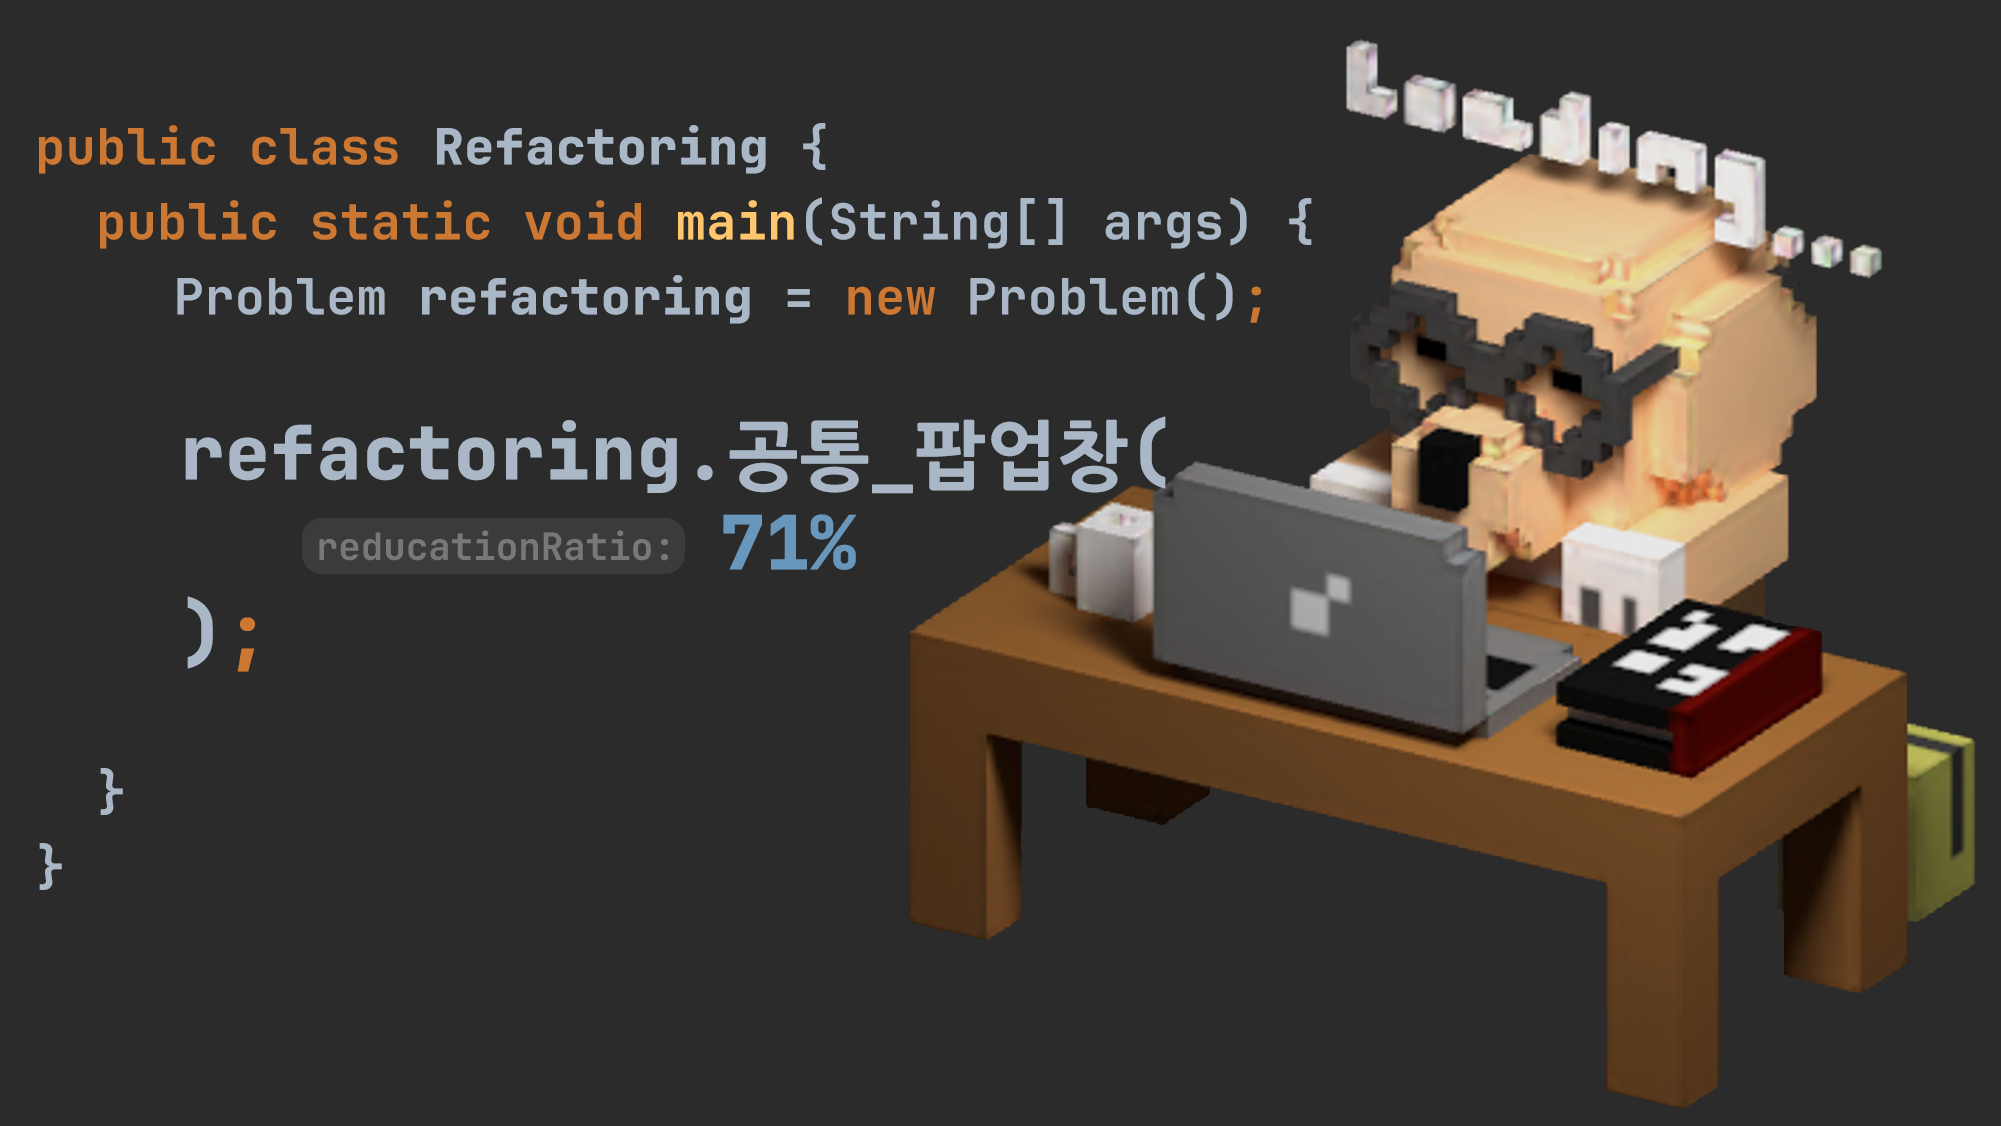 Loading...
public class Refactoring {
public static void main(String[] args) {
Problem refactoring = new Problem();
refactoring.공통_팝업창(
reducationRatio: 71%
);
}
}